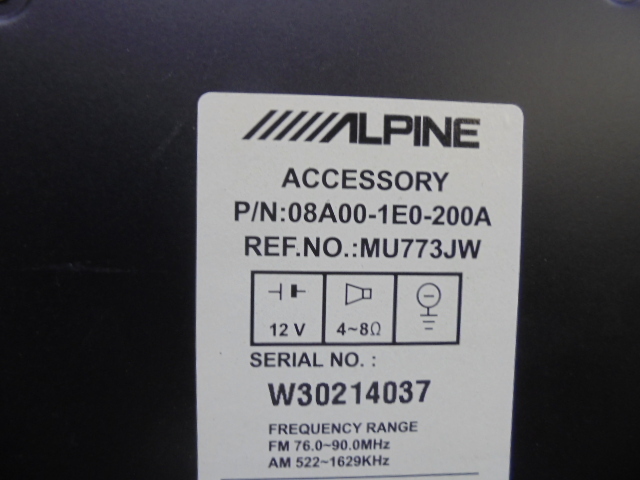 ALPINE
ACCESSORY
P/N:08A00-1E0-200A
REF.NO.:MU773JW
12 V
4~8Ω
SERIAL NO. :
W30214037
FREQUENCY RANGE
FM 76.0~90.0MHz
AM 522~1629KHz